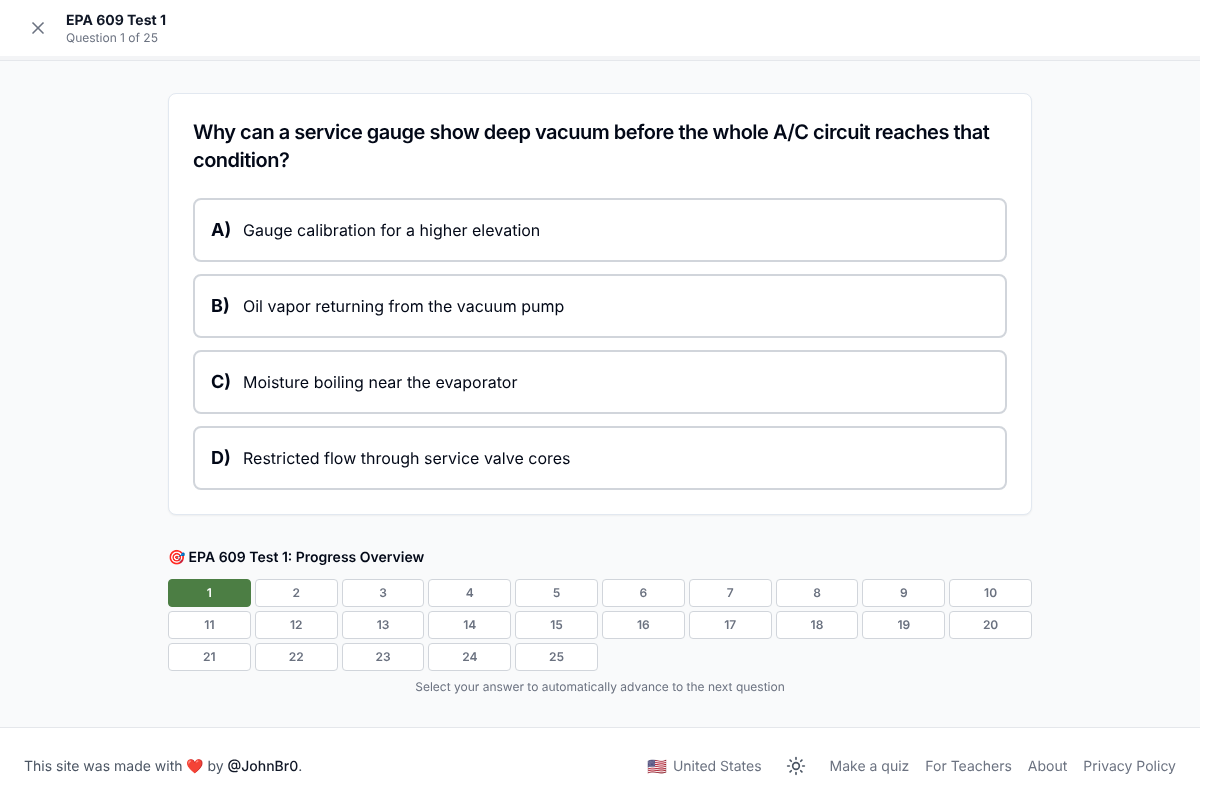 EPA 609 Test 1
Question 1 of 25
Why can a service gauge show deep vacuum before the whole A/C circuit reaches that
condition?
A) Gauge calibration for a higher elevation
B) Oil vapor returning from the vacuum pump
C) Moisture boiling near the evaporator
D) Restricted flow through service valve cores
🎯 EPA 609 Test 1: Progress Overview
1 2 3 4 5 6 7 8 9 10
11 12 13 14 15 16 17 18 19 20
21 22 23 24 25
Select your answer to automatically advance to the next question
This site was made with ❤️ by @JohnBr0. 🇺🇸 United States Make a quiz For Teachers About Privacy Policy